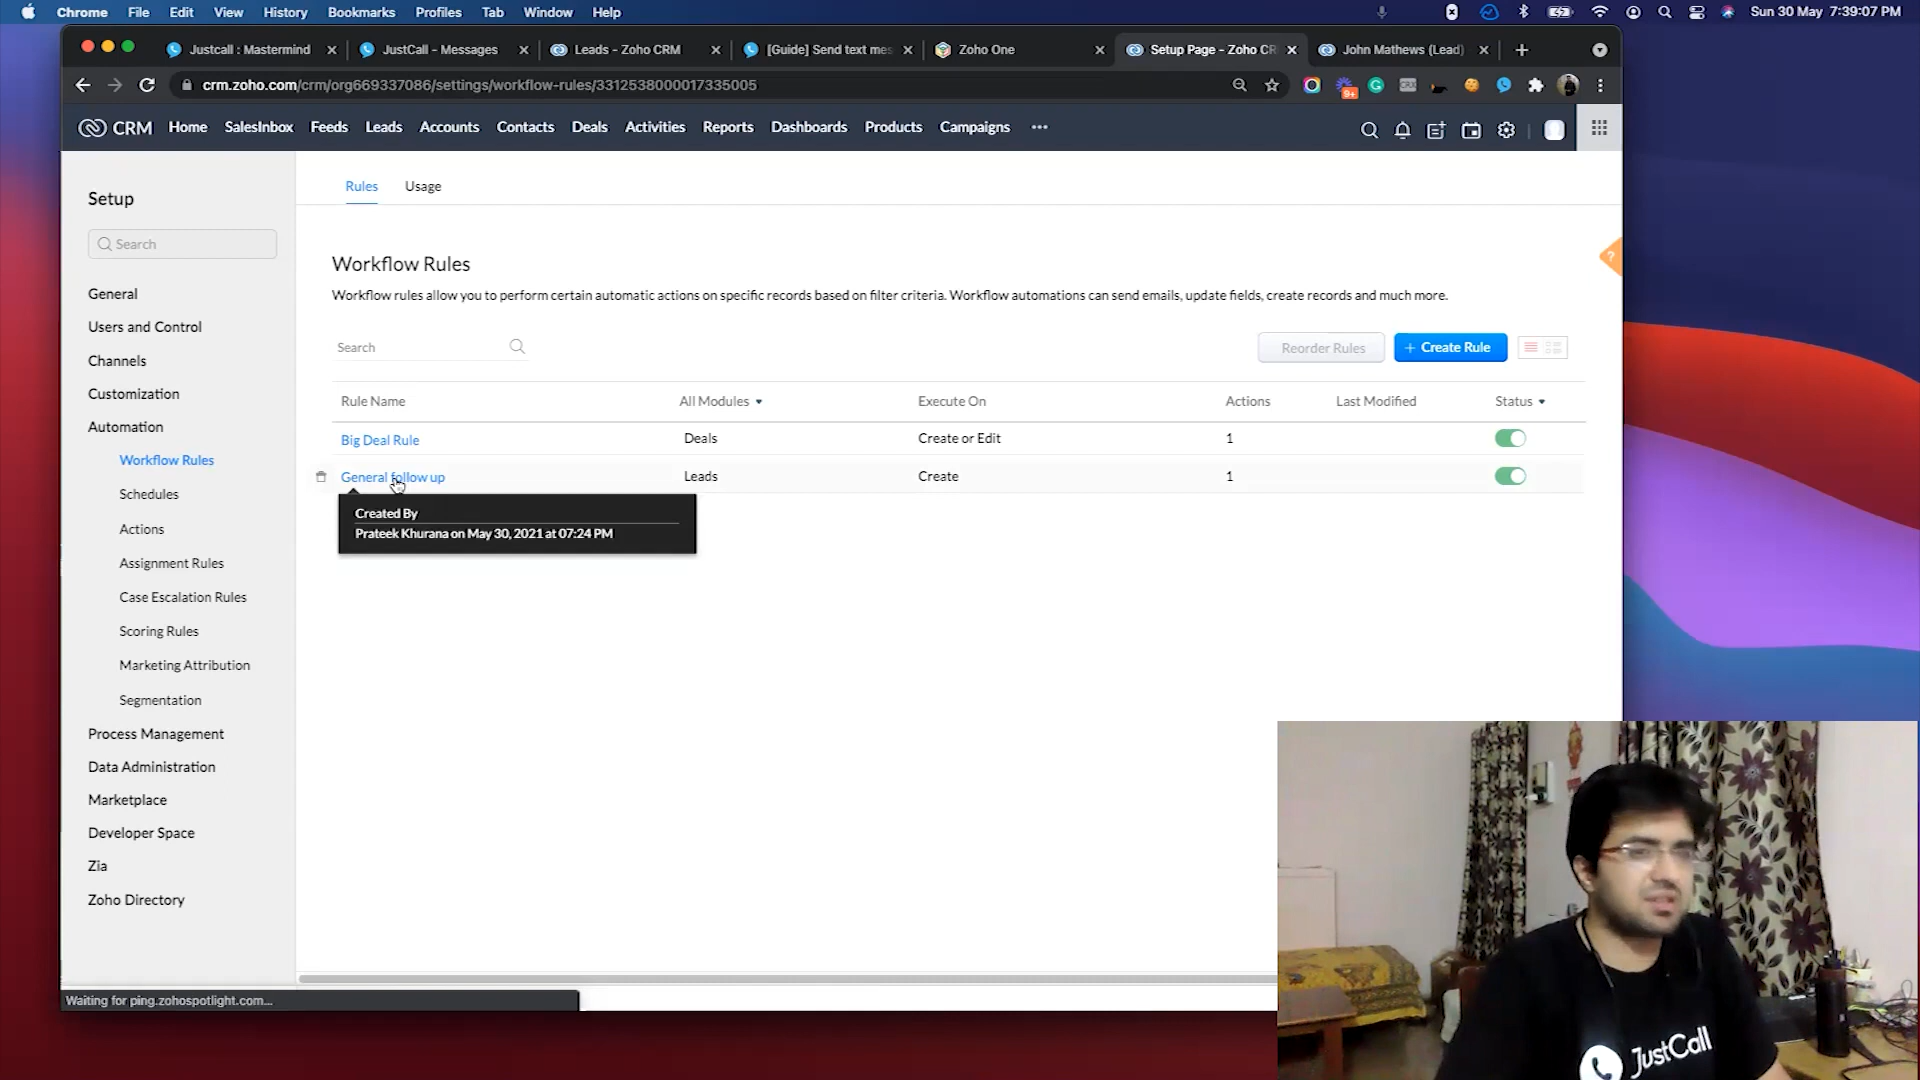 Chrome File Edit View History Bookmarks Profiles Tab Window Help
Sun 30 May 7:39:07 PM
Justcall : Mastermind
JustCall - Messages
Leads - Zoho CRM
[Guide] Send text mes
Zoho One
Setup Page - Zoho CR
John Mathews (Lead)
crm.zoho.com/crm/org669337086/settings/workflow-rules/3312538000017335005
9+
CRM Home SalesInbox Feeds Leads Accounts Contacts Deals Activities Reports Dashboards Products Campaigns
Setup
Search
General
Users and Control
Channels
Customization
Automation
Workflow Rules
Schedules
Actions
Assignment Rules
Case Escalation Rules
Scoring Rules
Marketing Attribution
Segmentation
Process Management
Data Administration
Marketplace
Developer Space
Zia
Zoho Directory
Rules Usage
?
Workflow Rules
Workflow rules allow you to perform certain automatic actions on specific records based on filter criteria. Workflow automations can send emails, update fields, create records and much more.
Search
Reorder Rules
+ Create Rule
Rule Name All Modules Execute On Actions Last Modified Status
Big Deal Rule Deals Create or Edit 1
General follow up Leads Create 1
Created By
Prateek Khurana on May 30, 2021 at 07:24 PM
Waiting for ping.zohospotlight.com...
JustCall